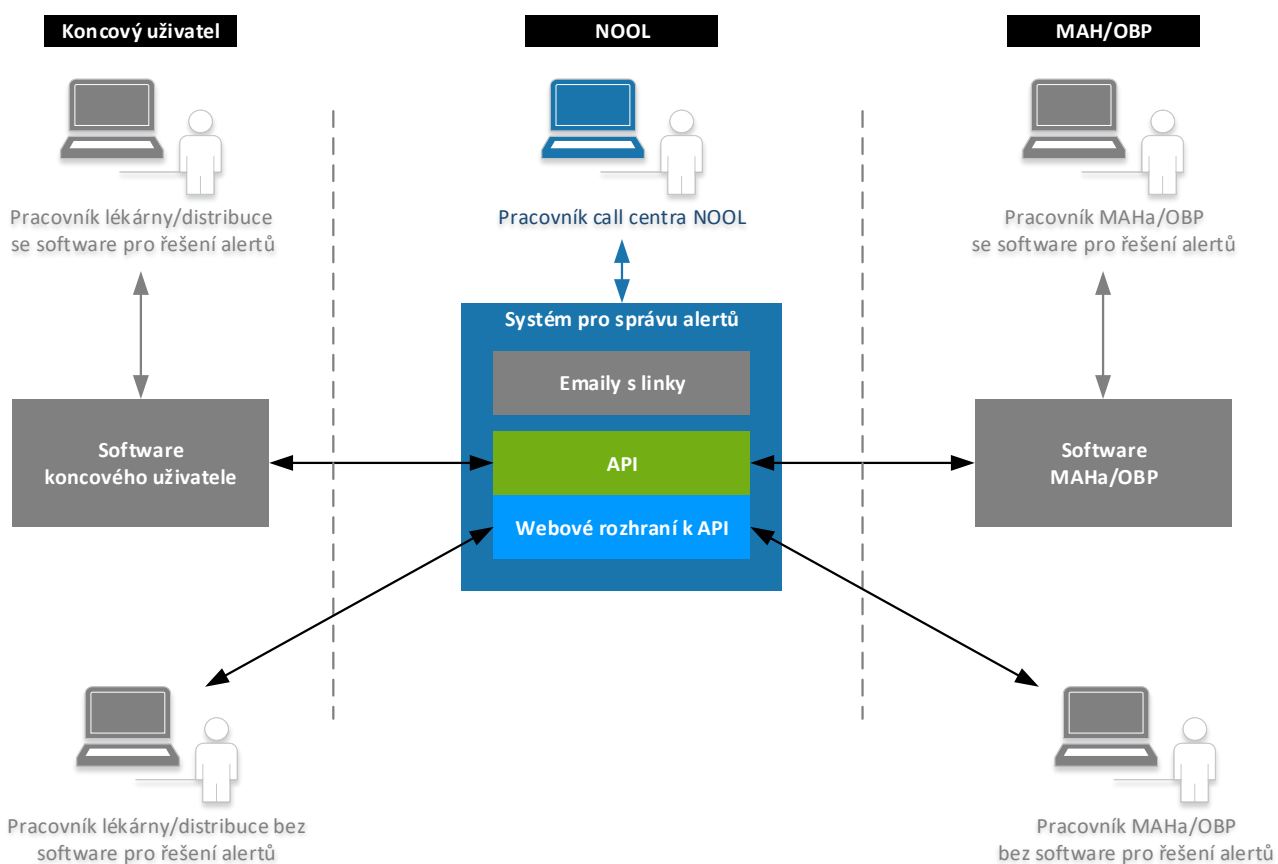 Koncový uživatel
NOOL
MAH/OBP
Pracovník lékárny/distribuce
se software pro řešení alertů
Pracovník call centra NOOL
Pracovník MAHa/OBP
se software pro řešení alertů
Systém pro správu alertů
Emaily s linky
Software
koncového uživatele
API
Software
MAHa/OBP
Webové rozhraní k API
Pracovník lékárny/distribuce bez
software pro řešení alertů
Pracovník MAHa/OBP
bez software pro řešení alertů